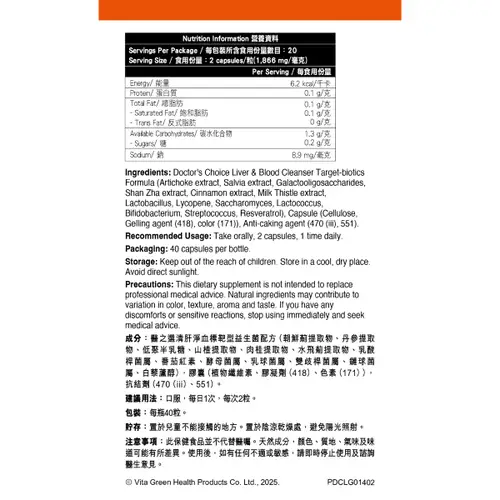 Nutrition Information 營養資料
Servings Per Package / 每包裝所含食用份量數目：20
Serving Size / 食用份量：2 capsules/粒(1,866 mg/毫克)
Per Serving / 每食用份量
Energy/ 能量 6.2 kcal/千卡
Protein/ 蛋白質 0.1 g/克
Total Fat/ 總脂肪 0.1 g/克
- Saturated Fat/ 飽和脂肪 0.1 g/克
- Trans Fat/ 反式脂肪 0 g/克
Available Carbohydrates/ 碳水化合物 1.3 g/克
- Sugars/ 糖 0.2 g/克
Sodium/ 鈉 8.9 mg/毫克
Ingredients: Doctor's Choice Liver & Blood Cleanser Target-biotics
Formula (Artichoke extract, Salvia extract, Galactooligosaccharides,
Shan Zha extract, Cinnamon extract, Milk Thistle extract,
Lactobacillus, Lycopene, Saccharomyces, Lactococcus,
Bifidobacterium, Streptococcus, Resveratrol), Capsule (Cellulose,
Gelling agent (418), color (171)), Anti-caking agent (470 (iii), 551).
Recommended Usage: Take orally, 2 capsules, 1 time daily.
Packaging: 40 capsules per bottle.
Storage: Keep out of the reach of children. Store in a cool, dry place.
Avoid direct sunlight.
Precautions: This dietary supplement is not intended to replace
professional medical advice. Natural ingredients may contribute to
variation in color, texture, aroma and taste. If you have any
discomforts or sensitive reactions, stop using immediately and seek
medical advice.
成分：醫之選清肝淨血標靶型益生菌配方（朝鮮薊提取物、丹參提取
物、低聚半乳糖、山楂提取物、肉桂提取物、水飛薊提取物、乳酸
桿菌屬、番茄紅素、酵母菌屬、乳球菌屬、雙歧桿菌屬、鏈球菌
屬、白藜蘆醇），膠囊（植物纖維素、膠凝劑（418）、色素（171）），
抗結劑（470（iii）、551）。
建議用法：口服，每日1次，每次2粒。
包裝：每瓶40粒。
貯存：置於兒童不能接觸的地方。置於陰涼乾燥處，避免陽光照射。
注意事項：此保健食品並不代替醫囑。天然成分，顏色、質地、氣味及味
道可能有所差異。使用後，如有任何不適或敏感，請即時停止使用及諮詢
醫生意見。
© Vita Green Health Products Co. Ltd., 2025. PDCLG01402